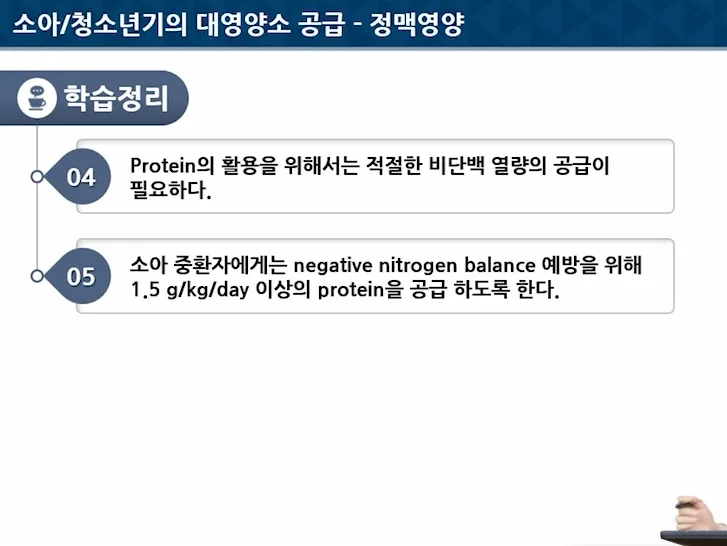 소아/청소년기의 대영양소 공급 - 정맥영양
학습정리
04
Protein의 활용을 위해서는 적절한 비단백 열량의 공급이
필요하다.
05
소아 중환자에게는 negative nitrogen balance 예방을 위해
1.5 g/kg/day 이상의 protein을 공급 하도록 한다.